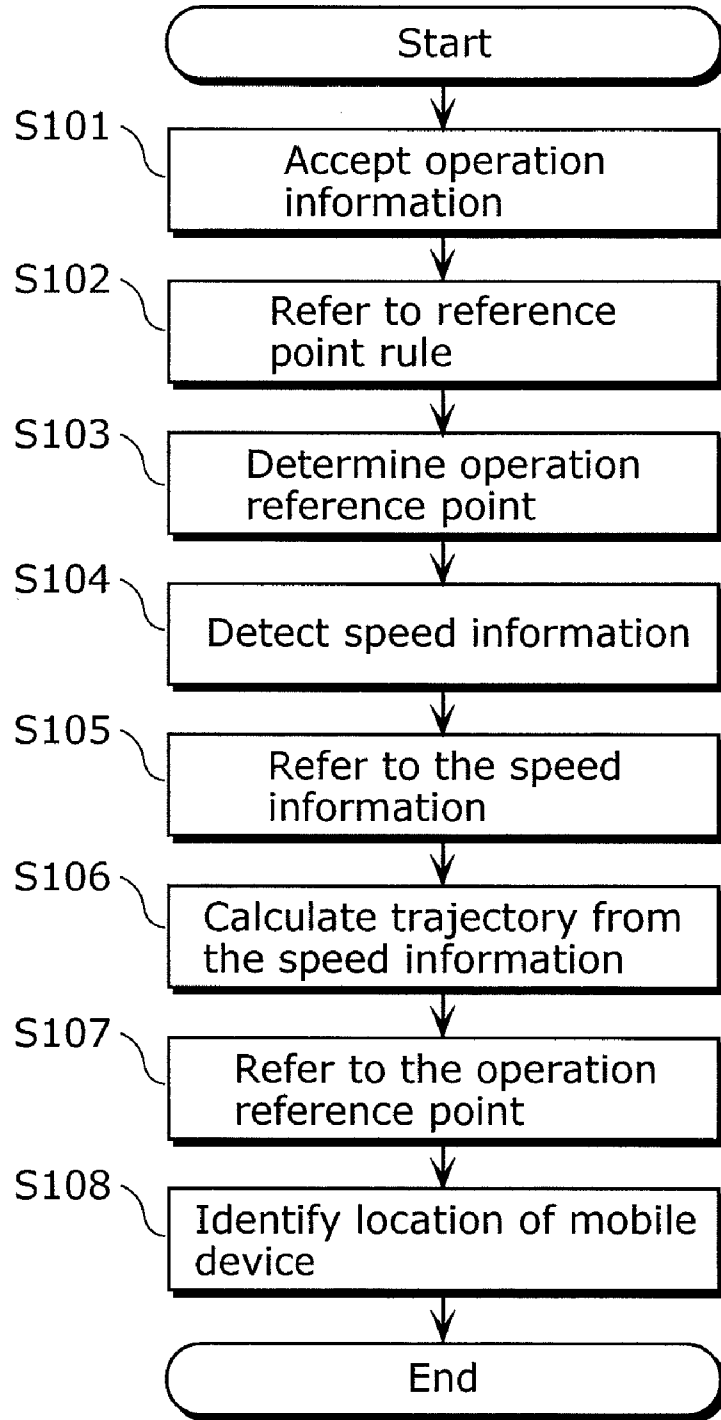 Start
S101
Accept operation
information
S102
Refer to reference
point rule
S103
Determine operation
reference point
S104
Detect speed information
S105
Refer to the speed
information
S106
Calculate trajectory from
the speed information
S107
Refer to the operation
reference point
S108
Identify location of mobile
device
End